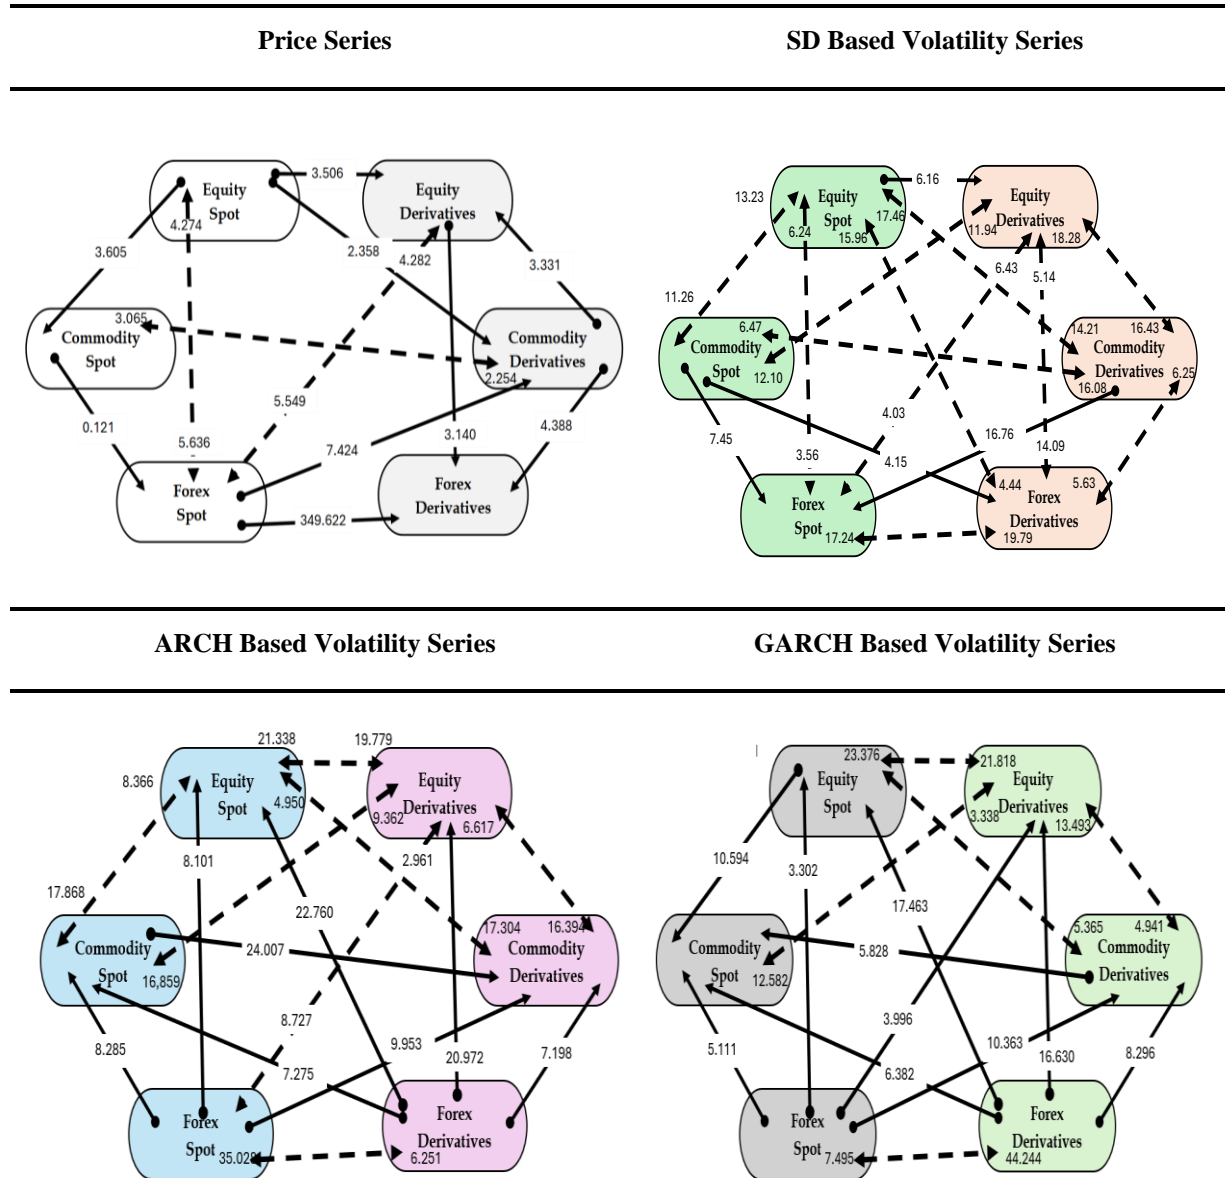 Price Series
SD Based Volatility Series
Equity
Spot
3.506
Equity
Derivatives
4.274
3.605
2.358
4.282
3.331
3.065
Commodity
Spot
Commodity
Derivatives
2.254
0.121
5.549
5.636
7.424
3.140
4.388
Forex
Spot
349.622
Forex
Derivatives
13.23
Equity
Spot
17.46
6.24
15.96
6.16
Equity
Derivatives
11.94
18.28
11.26
6.43
5.14
6.47
Commodity
Spot
12.10
14.21
16.43
Commodity
Derivatives
16.08
6.25
7.45
4.03
16.76
3.56
4.15
14.09
Forex
Spot
17.24
4.44
5.63
Forex
Derivatives
19.79
ARCH Based Volatility Series
GARCH Based Volatility Series
21.338
19.779
8.366
Equity
Spot
4.950
Equity
Derivatives
9.362
6.617
8.101
2.961
17.868
22.760
Commodity
Spot
16,859
24.007
17.304
16.394
Commodity
Derivatives
8.285
8.727
7.275
9.953
20.972
7.198
Forex
Spot
35.028
Forex
Derivatives
6.251
23.376
Equity
Spot
21.818
Equity
Derivatives
3.338
13.493
10.594
3.302
17.463
Commodity
Spot
12.582
5.828
5.365
4.941
Commodity
Derivatives
5.111
3.996
6.382
10.363
16.630
8.296
Forex
Spot
7.495
Forex
Derivatives
44.244